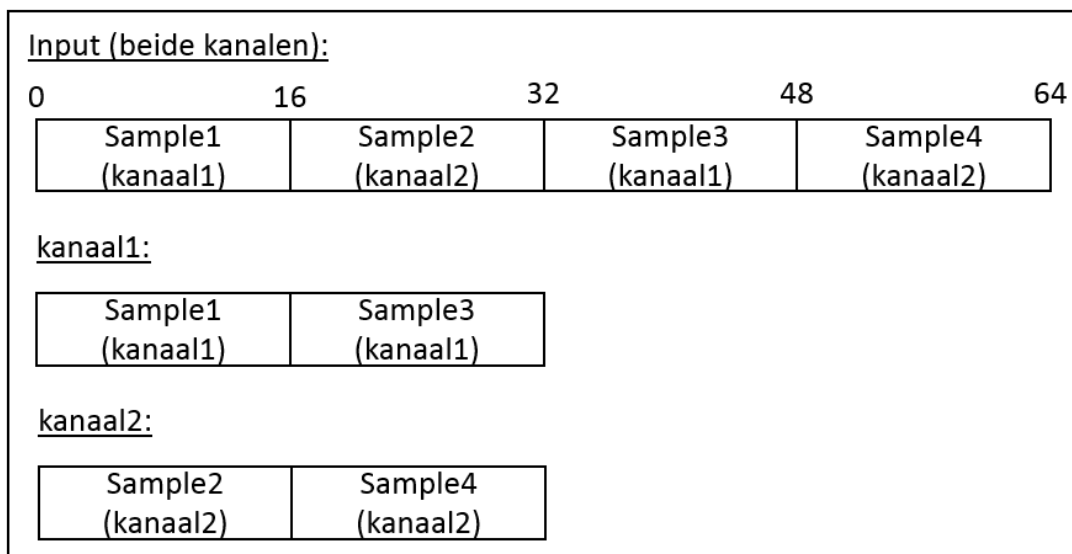 Input (beide kanalen):
0 16 32 48 64
Sample1 Sample2 Sample3 Sample4
(kanaal1) (kanaal2) (kanaal1) (kanaal2)
kanaal1:
Sample1 Sample3
(kanaal1) (kanaal1)
kanaal2:
Sample2 Sample4
(kanaal2) (kanaal2)